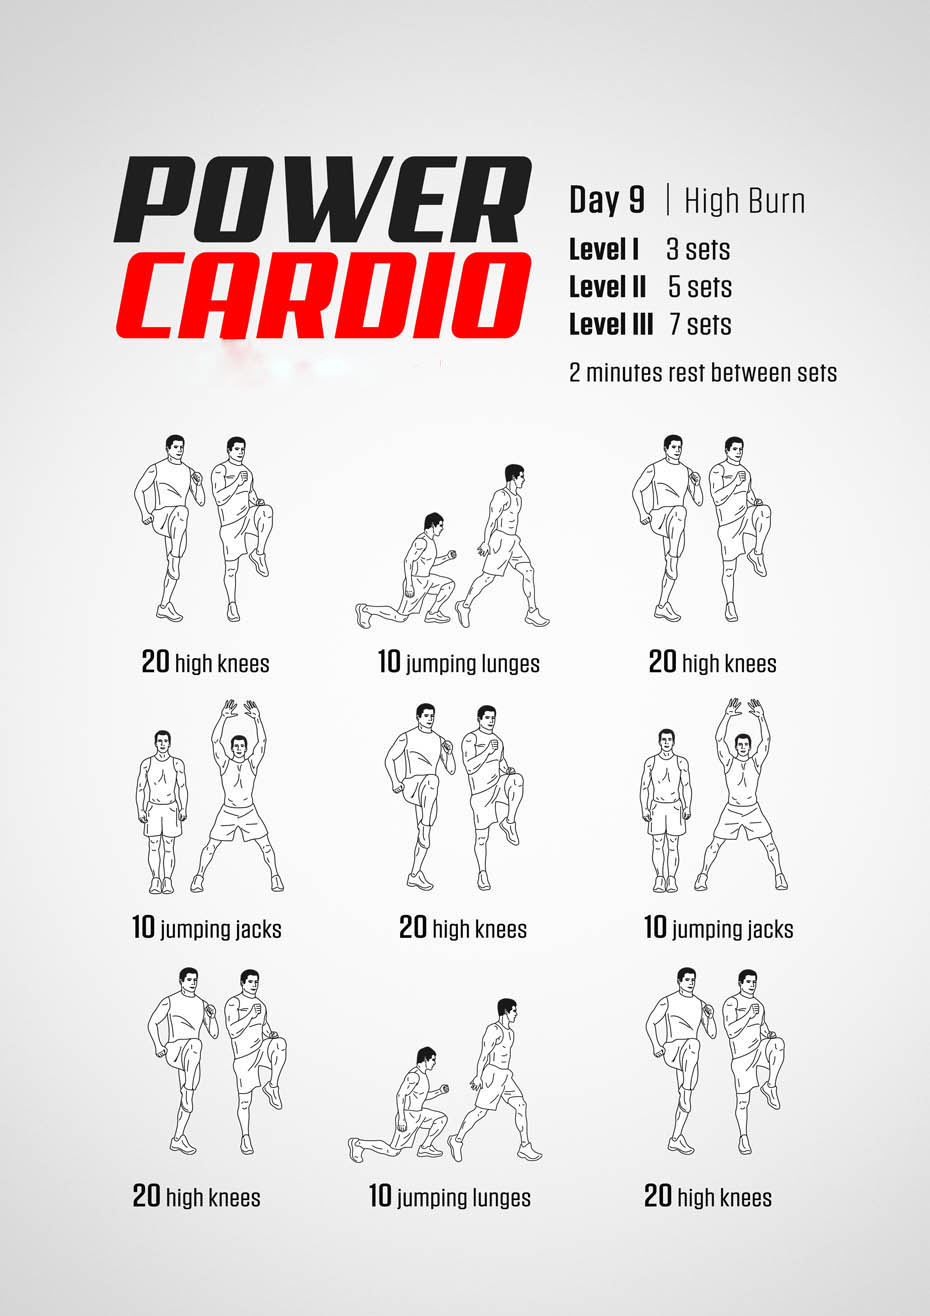 POWER
CARDIO
Day 9 | High Burn
Level I 3 sets
Level II 5 sets
Level III 7 sets
2 minutes rest between sets
20 high knees
10 jumping lunges
20 high knees
10 jumping jacks
20 high knees
10 jumping jacks
20 high knees
10 jumping lunges
20 high knees